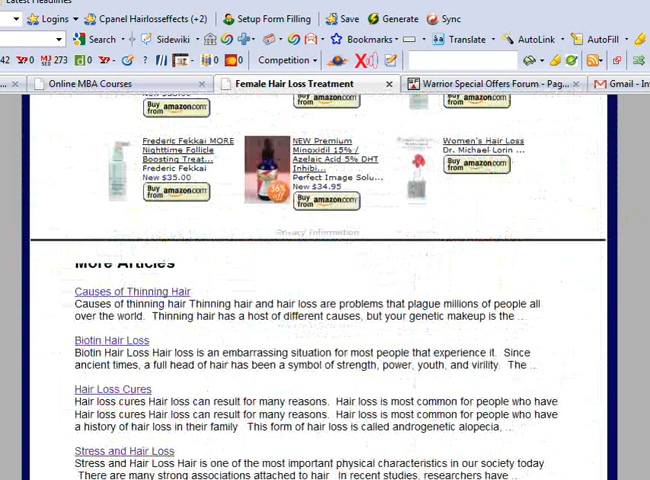 Latest Headlines
Logins Cpanel Hairlosseffects (+2) Setup Form Filling Save Generate Sync
Search Sidewiki Bookmarks Translate AutoLink AutoFill
42 Y! 0 MJ SEO 273 d 0 Y! Competition
Online MBA Courses Female Hair Loss Treatment Warrior Special Offers Forum - Pag... Gmail - In
Buy from amazon.com
Buy from amazon.com
Buy from amazon.com
Frederic Fekkai MORE
Nighttime Follicle
Boosting Treat...
Frederic Fekkai
New $35.00
Buy from amazon.com
36% off
NEW Premium
Minoxidil 15% /
Azelaic Acid 5% DHT
Inhibi...
Perfect Image Solu...
New $34.95
Buy from amazon.com
Women's Hair Loss
Dr. Michael Lorin ...
Buy from amazon.com
Privacy Information
More Articles
Causes of Thinning Hair
Causes of thinning hair Thinning hair and hair loss are problems that plague millions of people all
over the world. Thinning hair has a host of different causes, but your genetic makeup is the ...
Biotin Hair Loss
Biotin Hair Loss Hair loss is an embarrassing situation for most people that experience it. Since
ancient times, a full head of hair has been a symbol of strength, power, youth, and virility. The ...
Hair Loss Cures
Hair loss cures Hair loss can result for many reasons. Hair loss is most common for people who have
Hair loss cures Hair loss can result for many reasons. Hair loss is most common for people who have
a history of hair loss in their family This form of hair loss is called androgenetic alopecia, ...
Stress and Hair Loss
Stress and Hair Loss Hair is one of the most important physical characteristics in our society today
There are many strong associations attached to hair In recent studies, researchers have ...